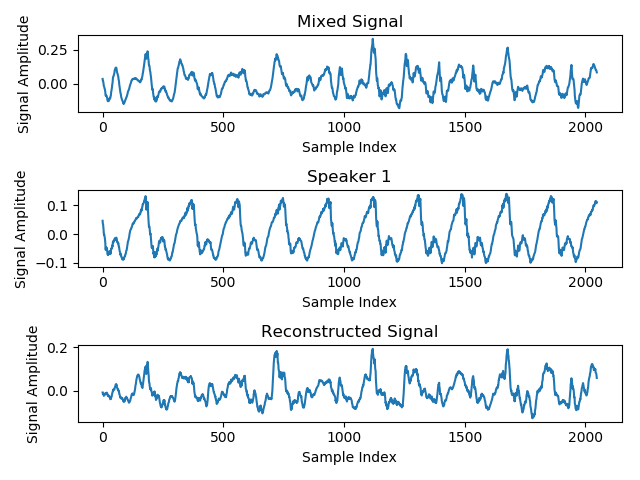 Mixed Signal
Signal Amplitude
0.25
0.00
0 500 1000 1500 2000
Sample Index
Speaker 1
Signal Amplitude
0.1
0.0
−0.1
0 500 1000 1500 2000
Sample Index
Reconstructed Signal
Signal Amplitude
0.2
0.0
0 500 1000 1500 2000
Sample Index